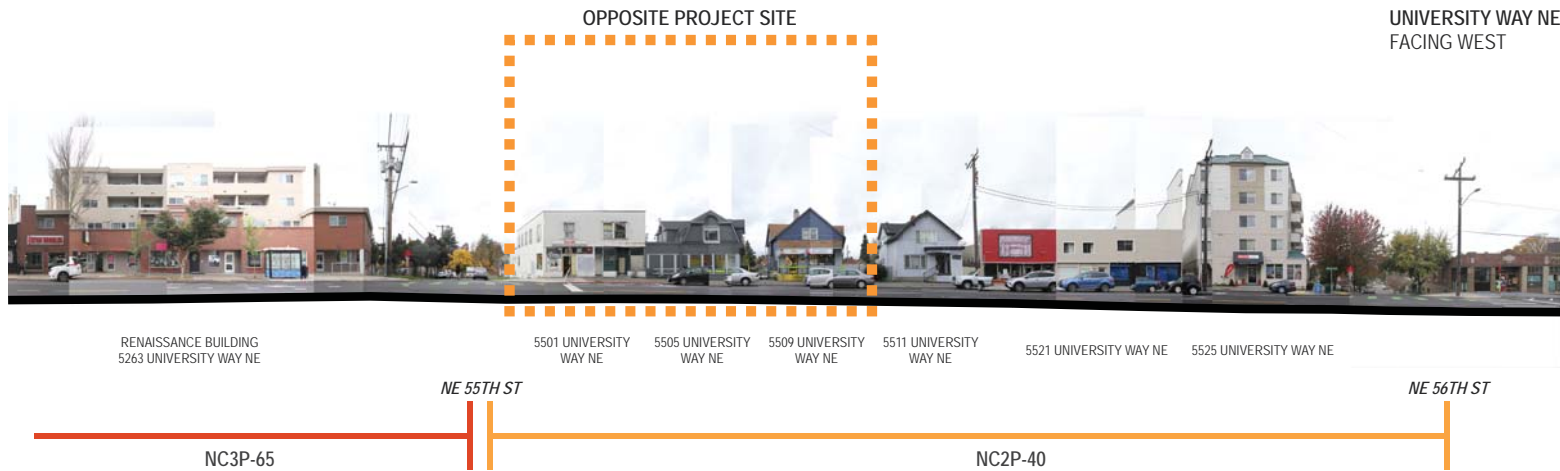 OPPOSITE PROJECT SITE
UNIVERSITY WAY NE
FACING WEST
RENAISSANCE BUILDING
5263 UNIVERSITY WAY NE
5501 UNIVERSITY
WAY NE
5505 UNIVERSITY
WAY NE
5509 UNIVERSITY
WAY NE
5511 UNIVERSITY
WAY NE
5521 UNIVERSITY WAY NE
5525 UNIVERSITY WAY NE
NE 55TH ST
NE 56TH ST
NC3P-65
NC2P-40